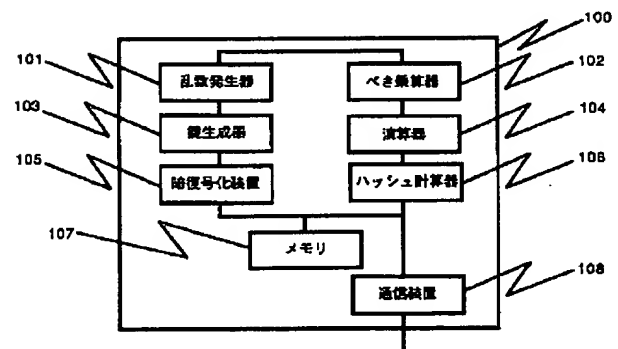 100
101
乱数発生器
べき乗算器
102
103
鍵生成器
演算器
104
105
暗復号化装置
ハッシュ計算器
106
107
メモリ
通信装置
108